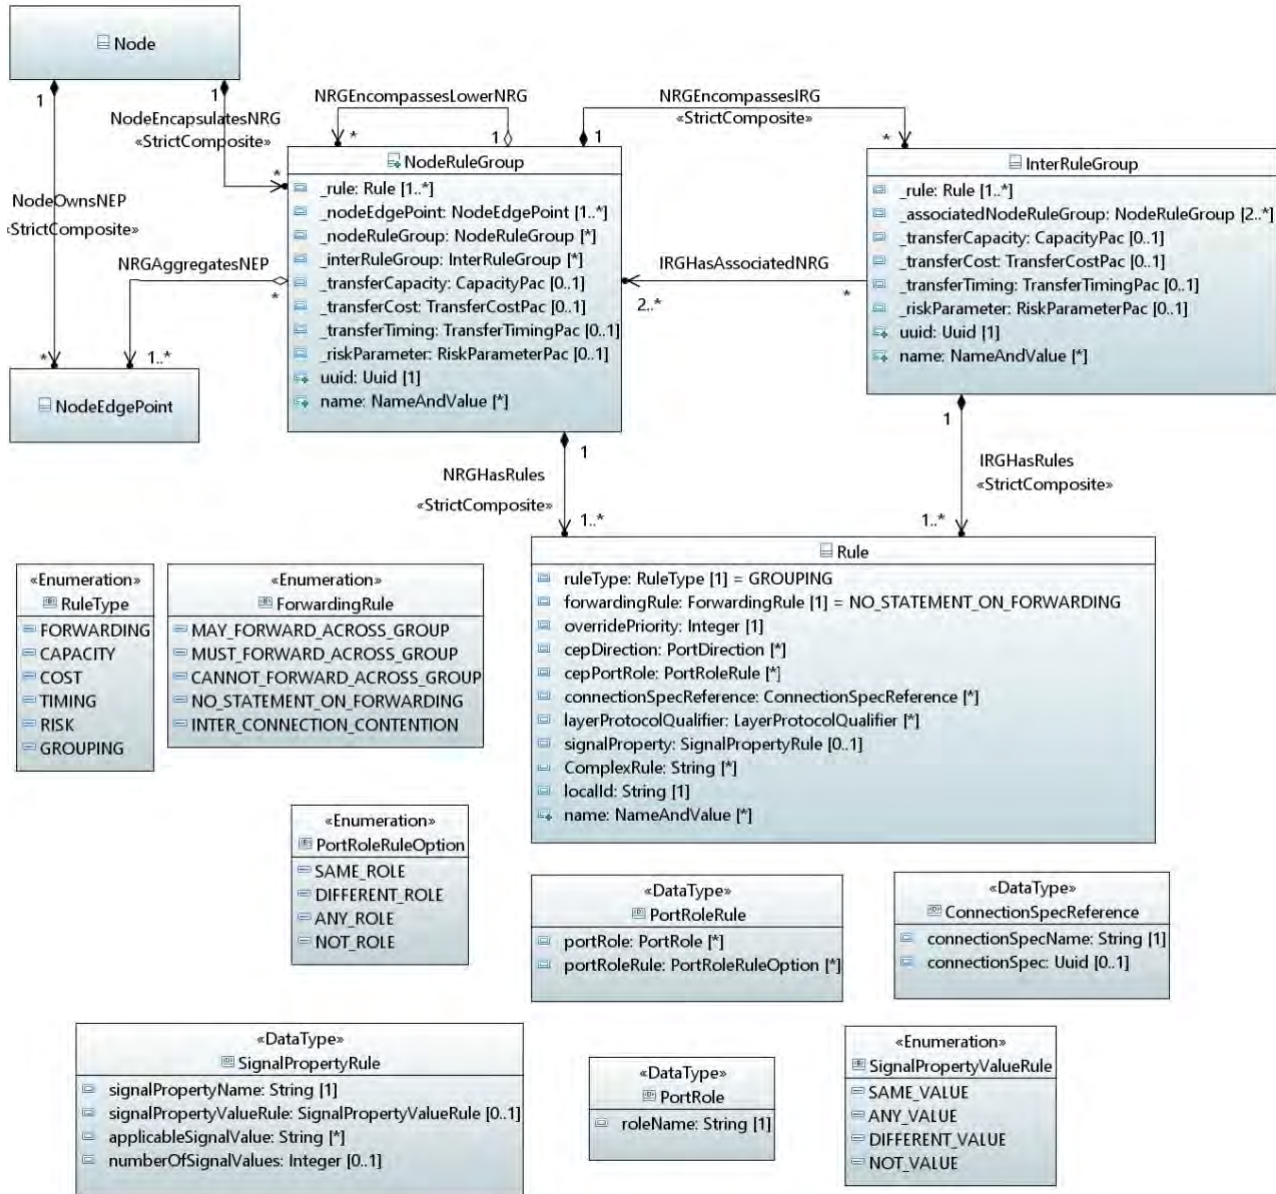 Node
1
1
NodeEncapsulatesNRG
«StrictComposite»
*
NodeOwnsNEP
«StrictComposite»
*
NRGEncompassesLowerNRG
*
1
NRGEncompassesIRG
«StrictComposite»
1
*
NodeRuleGroup
_rule: Rule [1..*]
_nodeEdgePoint: NodeEdgePoint [1..*]
_nodeRuleGroup: NodeRuleGroup [*]
_interRuleGroup: InterRuleGroup [*]
_transferCapacity: CapacityPac [0..1]
_transferCost: TransferCostPac [0..1]
_transferTiming: TransferTimingPac [0..1]
_riskParameter: RiskParameterPac [0..1]
uuid: Uuid [1]
name: NameAndValue [*]
InterRuleGroup
_rule: Rule [1..*]
_associatedNodeRuleGroup: NodeRuleGroup [2..*]
_transferCapacity: CapacityPac [0..1]
_transferCost: TransferCostPac [0..1]
_transferTiming: TransferTimingPac [0..1]
_riskParameter: RiskParameterPac [0..1]
uuid: Uuid [1]
name: NameAndValue [*]
NRGAggregatesNEP
*
1..*
IRGHasAssociatedNRG
2..*
*
NodeEdgePoint
1
NRGHasRules
«StrictComposite»
1..*
1
IRGHasRules
«StrictComposite»
1..*
Rule
ruleType: RuleType [1] = GROUPING
forwardingRule: ForwardingRule [1] = NO_STATEMENT_ON_FORWARDING
overridePriority: Integer [1]
cepDirection: PortDirection [*]
cepPortRole: PortRoleRule [*]
connectionSpecReference: ConnectionSpecReference [*]
layerProtocolQualifier: LayerProtocolQualifier [*]
signalProperty: SignalPropertyRule [0..1]
ComplexRule: String [*]
localId: String [1]
name: NameAndValue [*]
«Enumeration»
RuleType
FORWARDING
CAPACITY
COST
TIMING
RISK
GROUPING
«Enumeration»
ForwardingRule
MAY_FORWARD_ACROSS_GROUP
MUST_FORWARD_ACROSS_GROUP
CANNOT_FORWARD_ACROSS_GROUP
NO_STATEMENT_ON_FORWARDING
INTER_CONNECTION_CONTENTION
«Enumeration»
PortRoleRuleOption
SAME_ROLE
DIFFERENT_ROLE
ANY_ROLE
NOT_ROLE
«DataType»
PortRoleRule
portRole: PortRole [*]
portRoleRule: PortRoleRuleOption [*]
«DataType»
ConnectionSpecReference
connectionSpecName: String [1]
connectionSpec: Uuid [0..1]
«DataType»
SignalPropertyRule
signalPropertyName: String [1]
signalPropertyValueRule: SignalPropertyValueRule [0..1]
applicableSignalValue: String [*]
numberOfSignalValues: Integer [0..1]
«DataType»
PortRole
roleName: String [1]
«Enumeration»
SignalPropertyValueRule
SAME_VALUE
ANY_VALUE
DIFFERENT_VALUE
NOT_VALUE